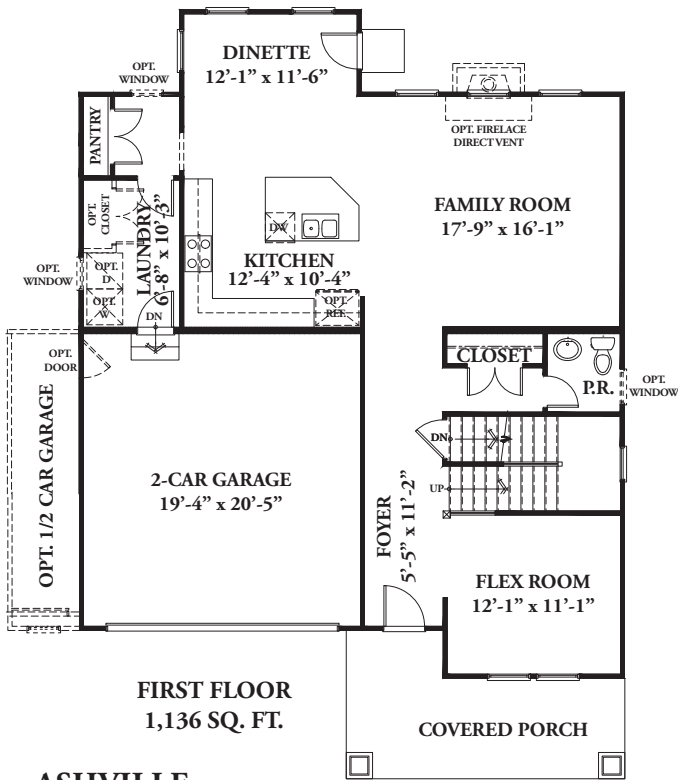 DINETTE
12’-1” x 11’-6”
OPT.
WINDOW
PANTRY
OPT. FIRELACE
DIRECT VENT
OPT.
CLOSET
LAUNDRY
6’-8” x 10’-3”
FAMILY ROOM
17’-9” x 16’-1”
DW
KITCHEN
12’-4” x 10’-4”
OPT.
WINDOW
OPT.
D
OPT.
W
DN
OPT.
REF.
OPT.
DOOR
CLOSET
P.R.
OPT.
WINDOW
OPT. 1/2 CAR GARAGE
2-CAR GARAGE
19’-4” x 20’-5”
DN
UP
FOYER
5’-5” x 11’-2”
FLEX ROOM
12’-1” x 11’-1”
FIRST FLOOR
1,136 SQ. FT.
COVERED PORCH
ASHVILLE